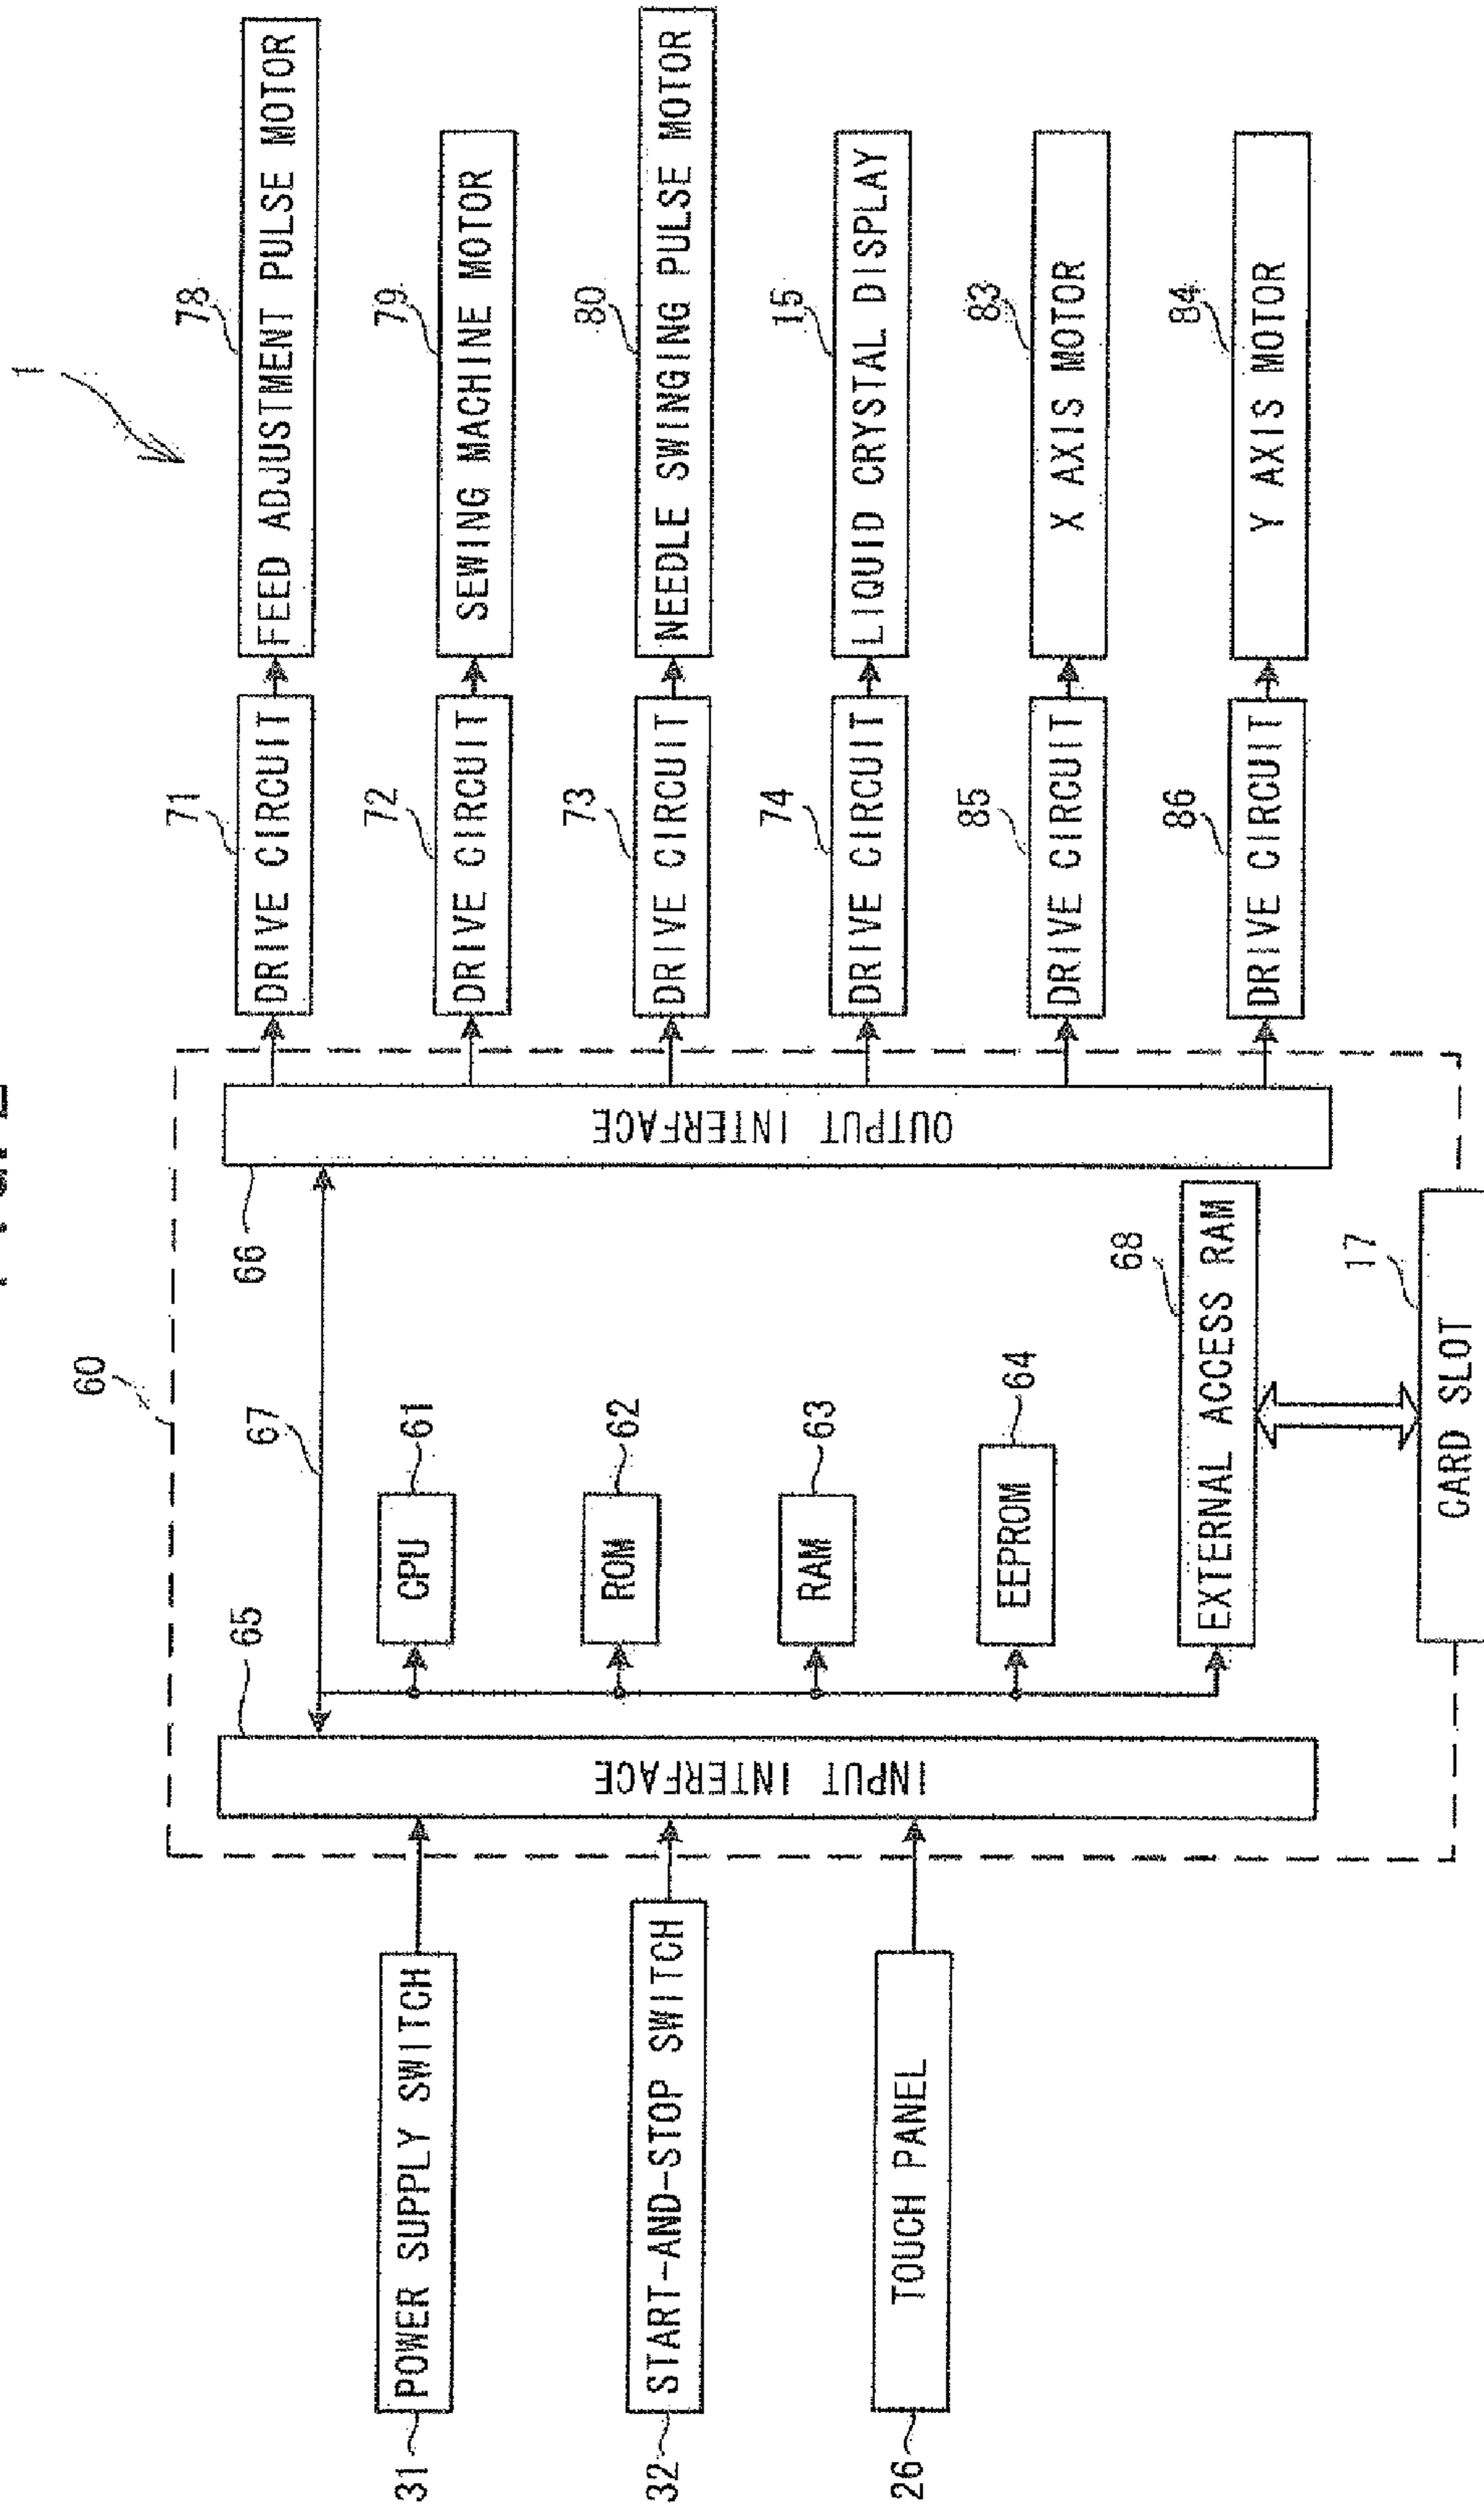 1
60
31
POWER SUPPLY SWITCH
32
START-AND-STOP SWITCH
26
TOUCH PANEL
65
INPUT INTERFACE
67
CPU
61
ROM
62
RAM
63
EEPROM
64
EXTERNAL ACCESS RAM
68
CARD SLOT
17
66
OUTPUT INTERFACE
71
DRIVE CIRCUIT
78
FEED ADJUSTMENT PULSE MOTOR
72
DRIVE CIRCUIT
79
SEWING MACHINE MOTOR
73
DRIVE CIRCUIT
80
NEEDLE SWINGING PULSE MOTOR
74
DRIVE CIRCUIT
15
LIQUID CRYSTAL DISPLAY
85
DRIVE CIRCUIT
83
X AXIS MOTOR
86
DRIVE CIRCUIT
84
Y AXIS MOTOR